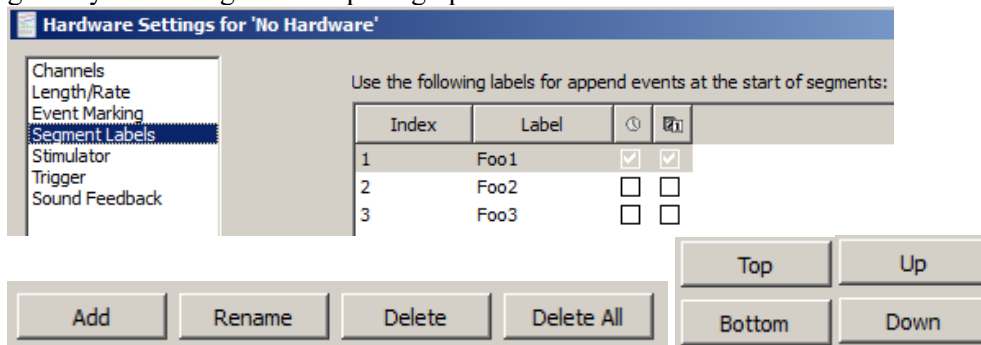 Hardware Settings for 'No Hardware'
Channels
Length/Rate
Event Marking
Segment Labels
Stimulator
Trigger
Sound Feedback
Use the following labels for append events at the start of segments:
Index Label
1 Foo1
2 Foo2
3 Foo3
Top Up
Add Rename Delete Delete All
Bottom Down